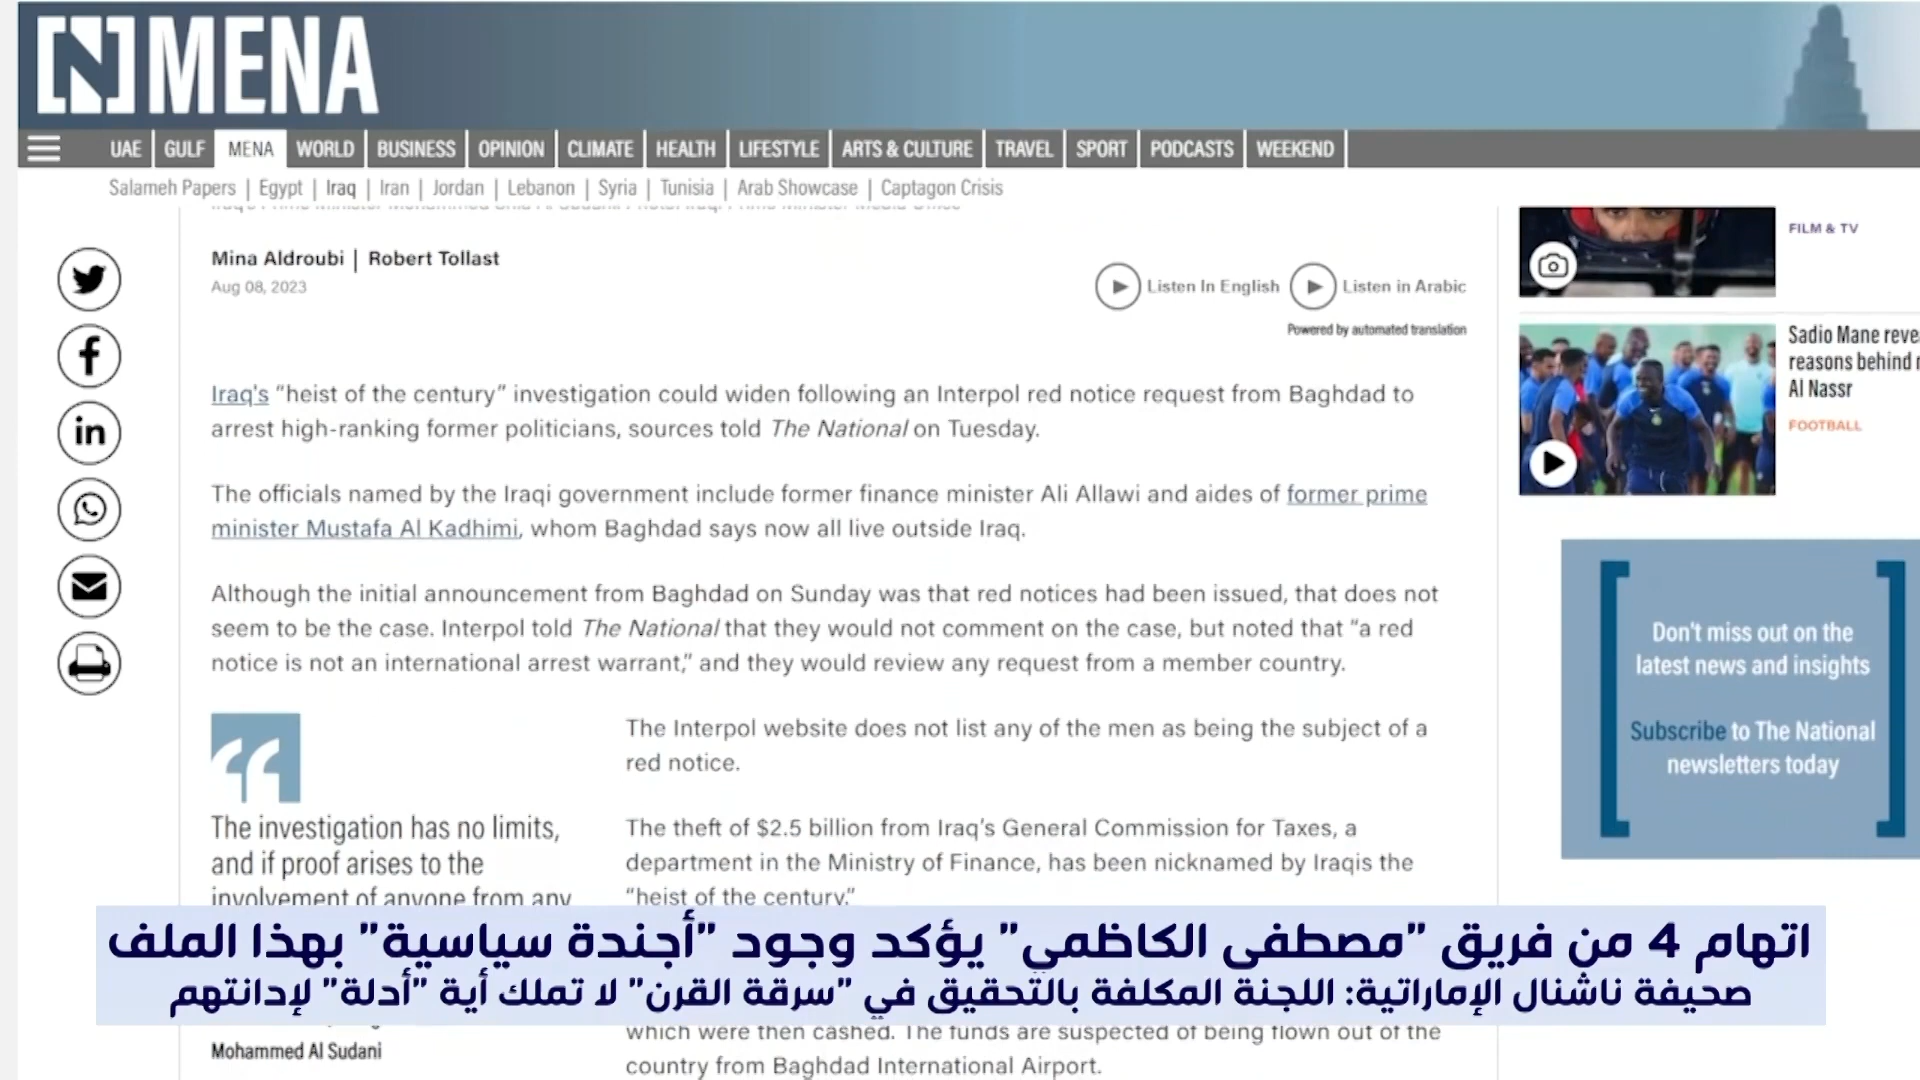 [N] MENA
UAE
GULF
MENA
WORLD
BUSINESS
OPINION
CLIMATE
HEALTH
LIFESTYLE
ARTS & CULTURE
TRAVEL
SPORT
PODCASTS
WEEKEND
Salameh Papers | Egypt | Iraq | Iran | Jordan | Lebanon | Syria | Tunisia | Arab Showcase | Captagon Crisis
Mina Aldroubi | Robert Tollast
Aug 08, 2023
Listen In English
Listen in Arabic
Powered by automated translation
Iraq's “heist of the century” investigation could widen following an Interpol red notice request from Baghdad to
arrest high-ranking former politicians, sources told The National on Tuesday.
The officials named by the Iraqi government include former finance minister Ali Allawi and aides of former prime
minister Mustafa Al Kadhimi, whom Baghdad says now all live outside Iraq.
Although the initial announcement from Baghdad on Sunday was that red notices had been issued, that does not
seem to be the case. Interpol told The National that they would not comment on the case, but noted that “a red
notice is not an international arrest warrant,” and they would review any request from a member country.
The investigation has no limits,
and if proof arises to the
involvement of anyone from any
Mohammed Al Sudani
The Interpol website does not list any of the men as being the subject of a
red notice.
The theft of $2.5 billion from Iraq’s General Commission for Taxes, a
department in the Ministry of Finance, has been nicknamed by Iraqis the
“heist of the century.”
which were then cashed. The funds are suspected of being flown out of the
country from Baghdad International Airport.
FILM & TV
Sadio Mane
reasons behind
Al Nassr
FOOTBALL
Don't miss out on the
latest news and insights
Subscribe to The National
newsletters today
اتهام 4 من فريق "مصطفى الكاظمي" يؤكد وجود "أجندة سياسية" بهذا الملف
صحيفة ناشنال الإماراتية: اللجنة المكلفة بالتحقيق في "سرقة القرن" لا تملك أية "أدلة" لإدانتهم